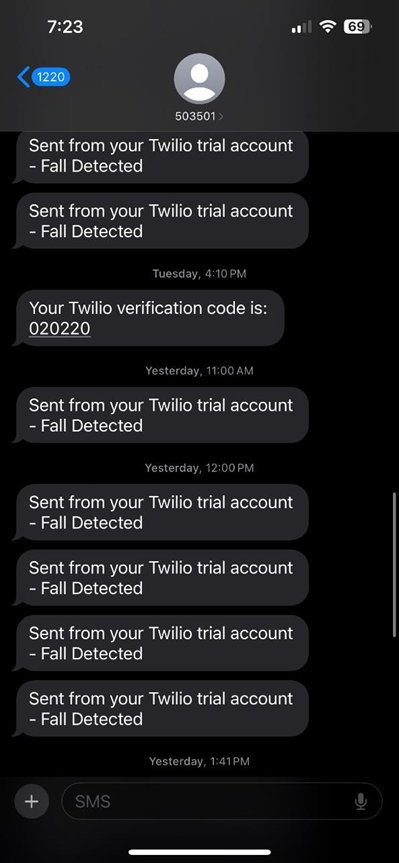 7:23
69
1220
503501
Sent from your Twilio trial account
- Fall Detected
Sent from your Twilio trial account
- Fall Detected
Tuesday, 4:10 PM
Your Twilio verification code is:
020220
Yesterday, 11:00 AM
Sent from your Twilio trial account
- Fall Detected
Yesterday, 12:00 PM
Sent from your Twilio trial account
- Fall Detected
Sent from your Twilio trial account
- Fall Detected
Sent from your Twilio trial account
- Fall Detected
Sent from your Twilio trial account
- Fall Detected
Yesterday, 1:41 PM
SMS